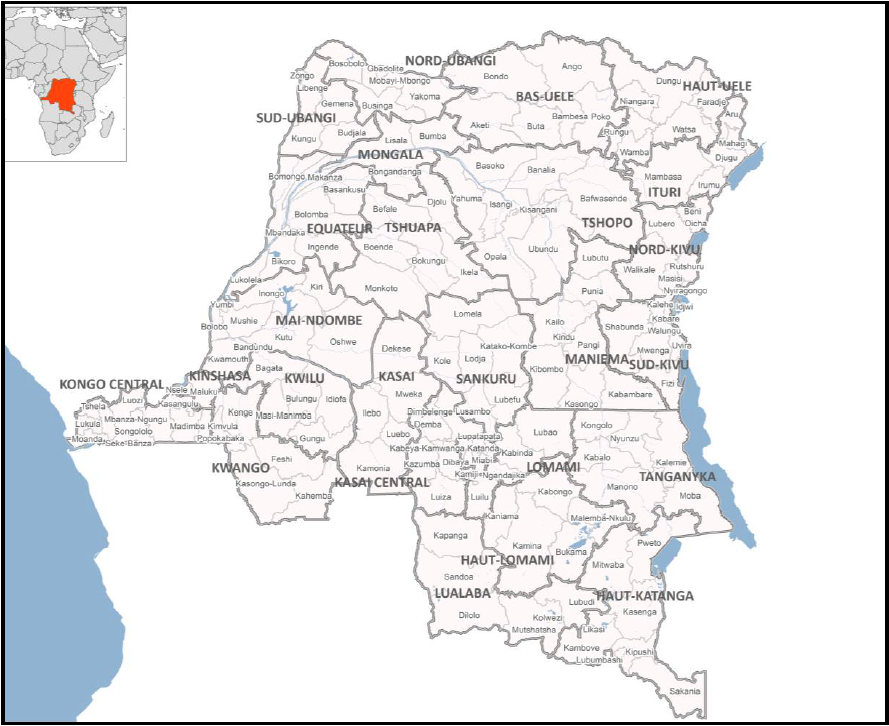 NORD-UBANGI
Bosobolo
Gbadolite
Mobayi-Mbongo
Zongo
Libenge
Gemena
Businga
Yakoma
Bondo
Ango
BAS-UELE
Dungu
HAUT-UELE
Niangara
Faradje
Aru
SUD-UBANGI
Kungu
Budjala
Lisala
Bumba
Aketi
Buta
Bambesa
Poko
Rungu
Watsa
Wamba
Mahagi
Djugu
MONGALA
Bongandanga
Basoko
Banalia
Mambasa
Irumu
ITURI
Bomongo
Makanza
Basankusu
Befale
Djolu
Yahuma
Isangi
Kisangani
Bafwasende
Beni
Oicha
Lubero
Bolomba
Mbandaka
EQUATEUR
TSHUAPA
TSHOPO
NORD-KIVU
Ingende
Boende
Bokungu
Opala
Ubundu
Lubutu
Walikale
Rutshuru
Masisi
Nyiragongo
Bikoro
Ikela
Lukolela
Inongo
Kiri
Monkoto
Punia
Kalehe
Idjwi
Yumbi
Mushie
Bolobo
MAI-NDOMBE
Lomela
Kailo
Shabunda
Kabare
Walungu
Kutu
Oshwe
Bandundu
Kwamouth
Dekese
Katako-Kombe
Kindu
Pangi
Mwenga
Uvira
MANIEMA
SUD-KIVU
Bagata
Kole
Lodja
Kibombo
Fizi
KONGO CENTRAL
KINSHASA
KWILU
KASAI
SANKURU
Nsele
Maluku
Mweka
Lubefu
Kabambare
Kasongo
Tshela
Luozi
Kasangulu
Kenge
Bulungu
Idiofa
Masi-Manimba
Ilebo
Dimbelenge
Lusambo
Lukula
Mbanza-Ngungu
Songololo
Madimba
Kimvula
Moanda
Seke-Banza
Popokabaka
Gungu
Demba
Luebo
Lupatapata
Lubao
Kongolo
Nyunzu
Kabeya-Kamwanga
Katanda
Kabinda
Feshi
KWANGO
Kamonia
Kazumba
Dibaya
Miabi
Kabalo
Kalemie
LOMAMI
TANGANYKA
Kasongo-Lunda
Kahemba
KASAI CENTRAL
Kamiji
Ngandajika
Luiza
Luilu
Kabongo
Manono
Moba
Kaniama
Malemba-Nkulu
Kapanga
Kamina
Bukama
Pweto
HAUT-LOMAMI
Mitwaba
Sandoa
LUALABA
HAUT-KATANGA
Dilolo
Lubudi
Kasenga
Kolwezi
Mutshatsha
Likasi
Kambove
Kipushi
Lubumbashi
Sakania